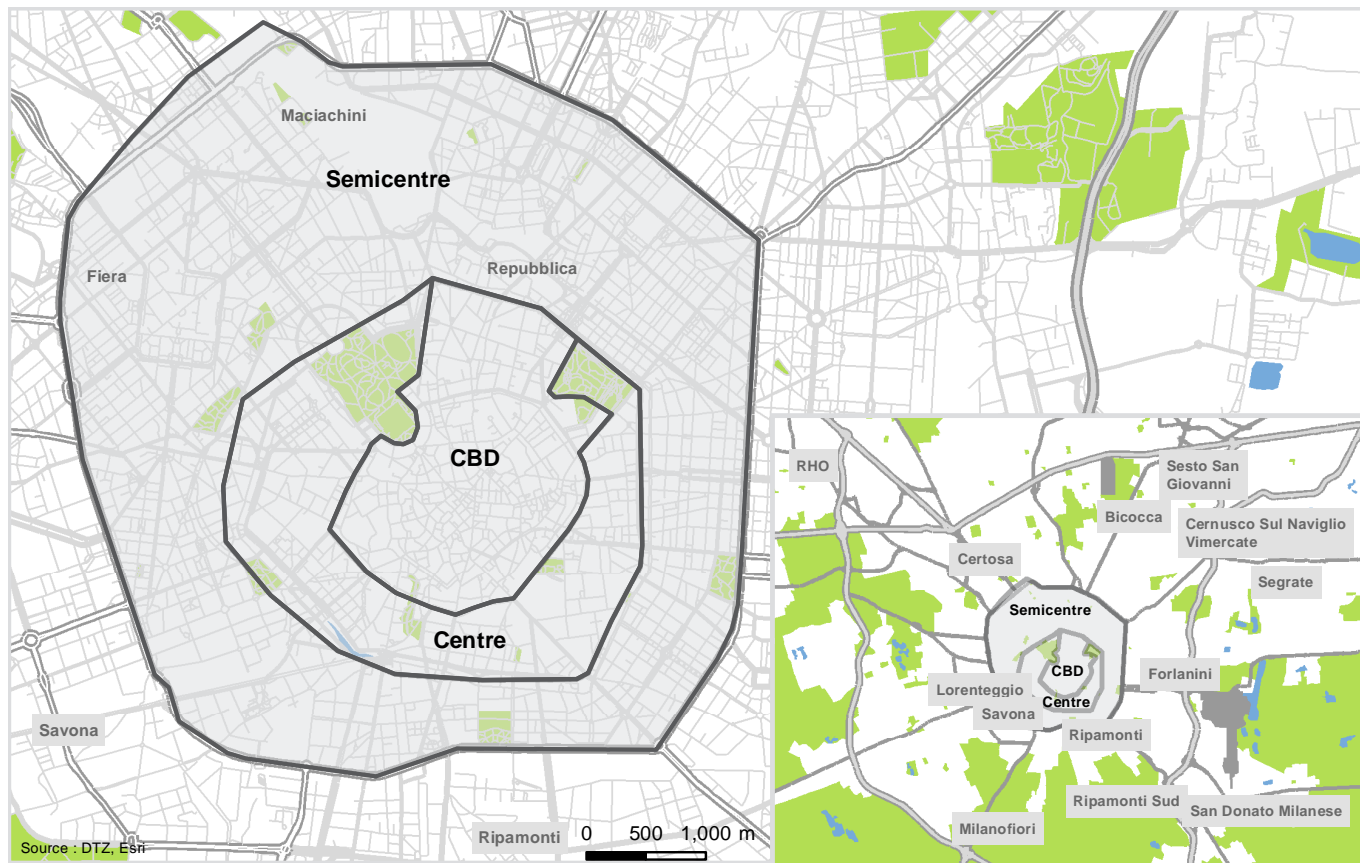 Maciachini
Semicentre
Repubblica
Fiera
CBD
Centre
Savona
Ripamonti
0 500 1,000 m
Source : DTZ, Esri
RHO
Sesto San
Giovanni
Bicocca
Cernusco Sul Naviglio
Vimercate
Certosa
Segrate
Semicentre
CBD
Forlanini
Lorenteggio
Centre
Savona
Ripamonti
Ripamonti Sud
San Donato Milanese
Milanofiori